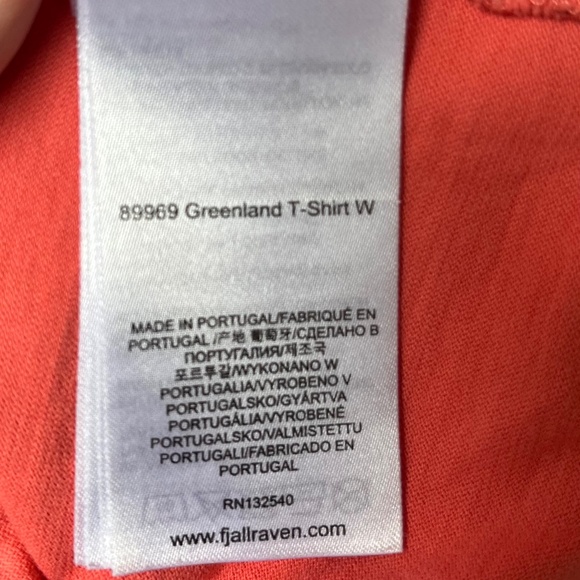 89969 Greenland T-Shirt W
MADE IN PORTUGAL/FABRIQUÉ EN
PORTUGAL /产地 葡萄牙/СДЕЛАНО В
ПОРТУГАЛИЯ/제조국
포르투갈/WYKONANO W
PORTUGALIA/VYROBENO V
PORTUGALSKO/GYÁRTVA
PORTUGÁLIA/VYROBENÉ
PORTUGALSKO/VALMISTETTU
PORTUGALI/FABRICADO EN
PORTUGAL
RN132540
www.fjallraven.com